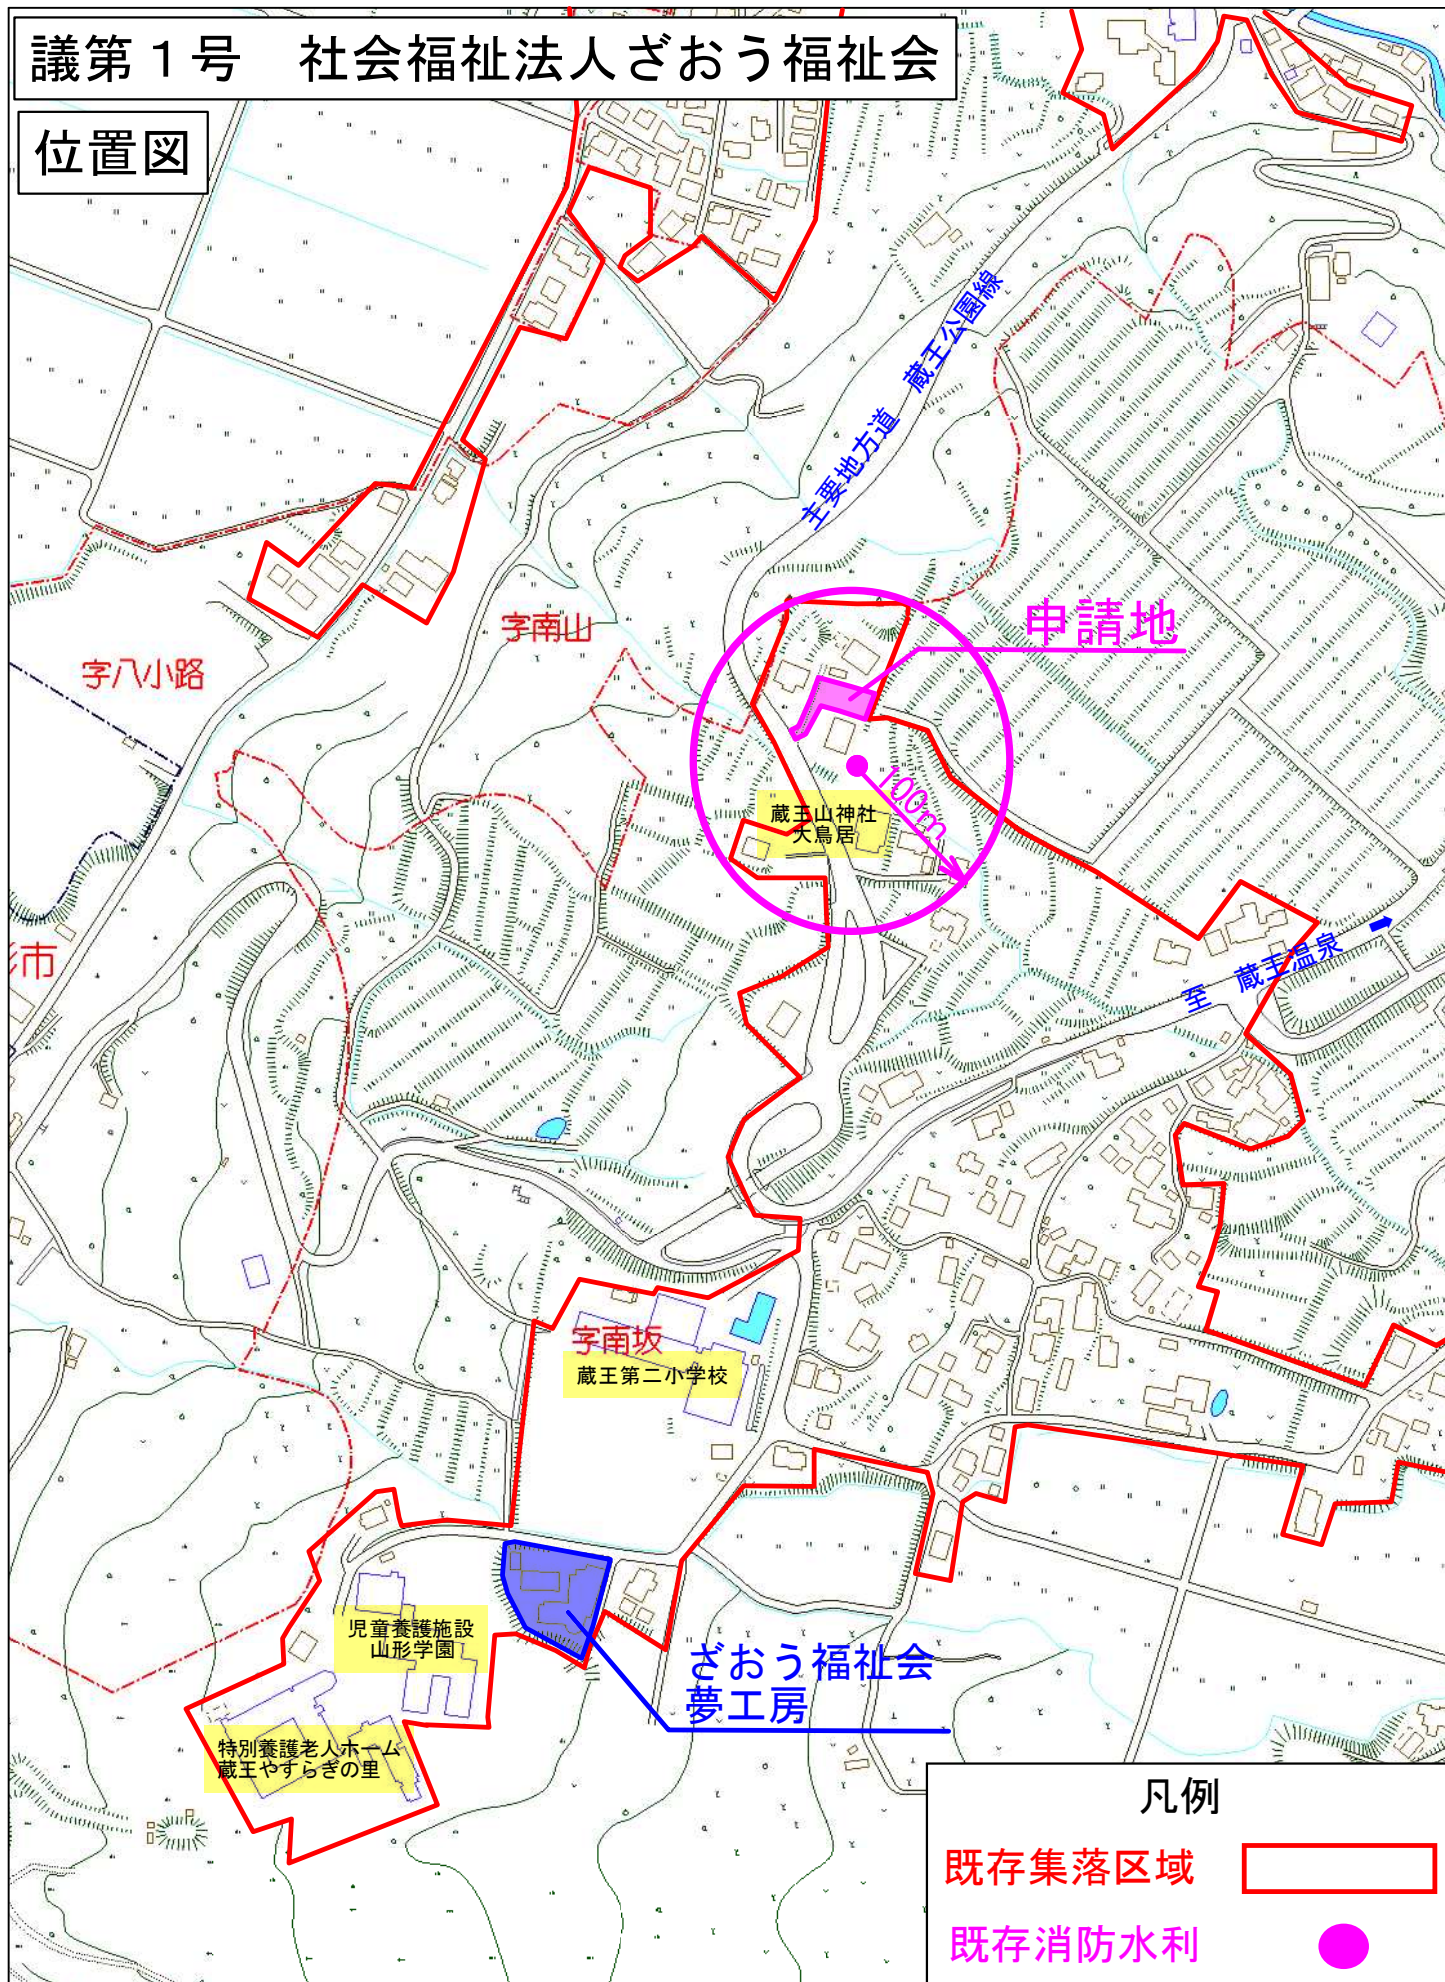 議第１号　社会福祉法人ざおう福祉会
位置図
主要地方道　蔵王公園線
申請地
字南山
字八小路
100m
蔵王山神社
大鳥居
市
至　蔵王温泉
字南坂
蔵王第二小学校
児童養護施設
山形学園
ざおう福祉会
夢工房
特別養護老人ホーム
蔵王やすらぎの里
凡例
既存集落区域
既存消防水利